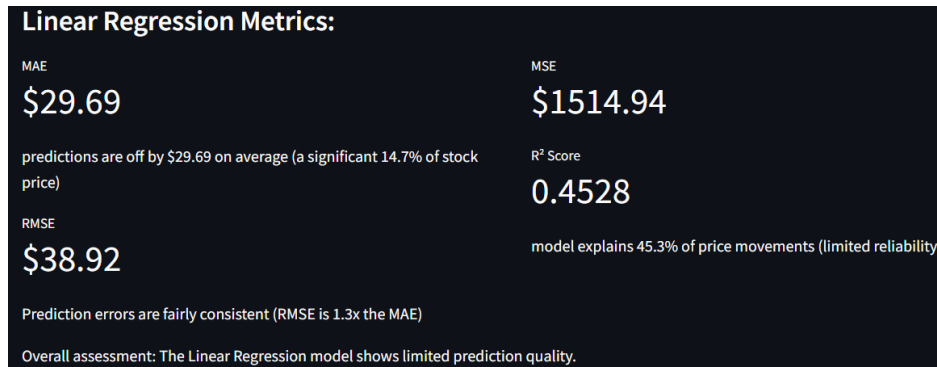 Linear Regression Metrics:
MAE
$29.69
predictions are off by $29.69 on average (a significant 14.7% of stock
price)
RMSE
$38.92
MSE
$1514.94
R² Score
0.4528
model explains 45.3% of price movements (limited reliability
Prediction errors are fairly consistent (RMSE is 1.3x the MAE)
Overall assessment: The Linear Regression model shows limited prediction quality.